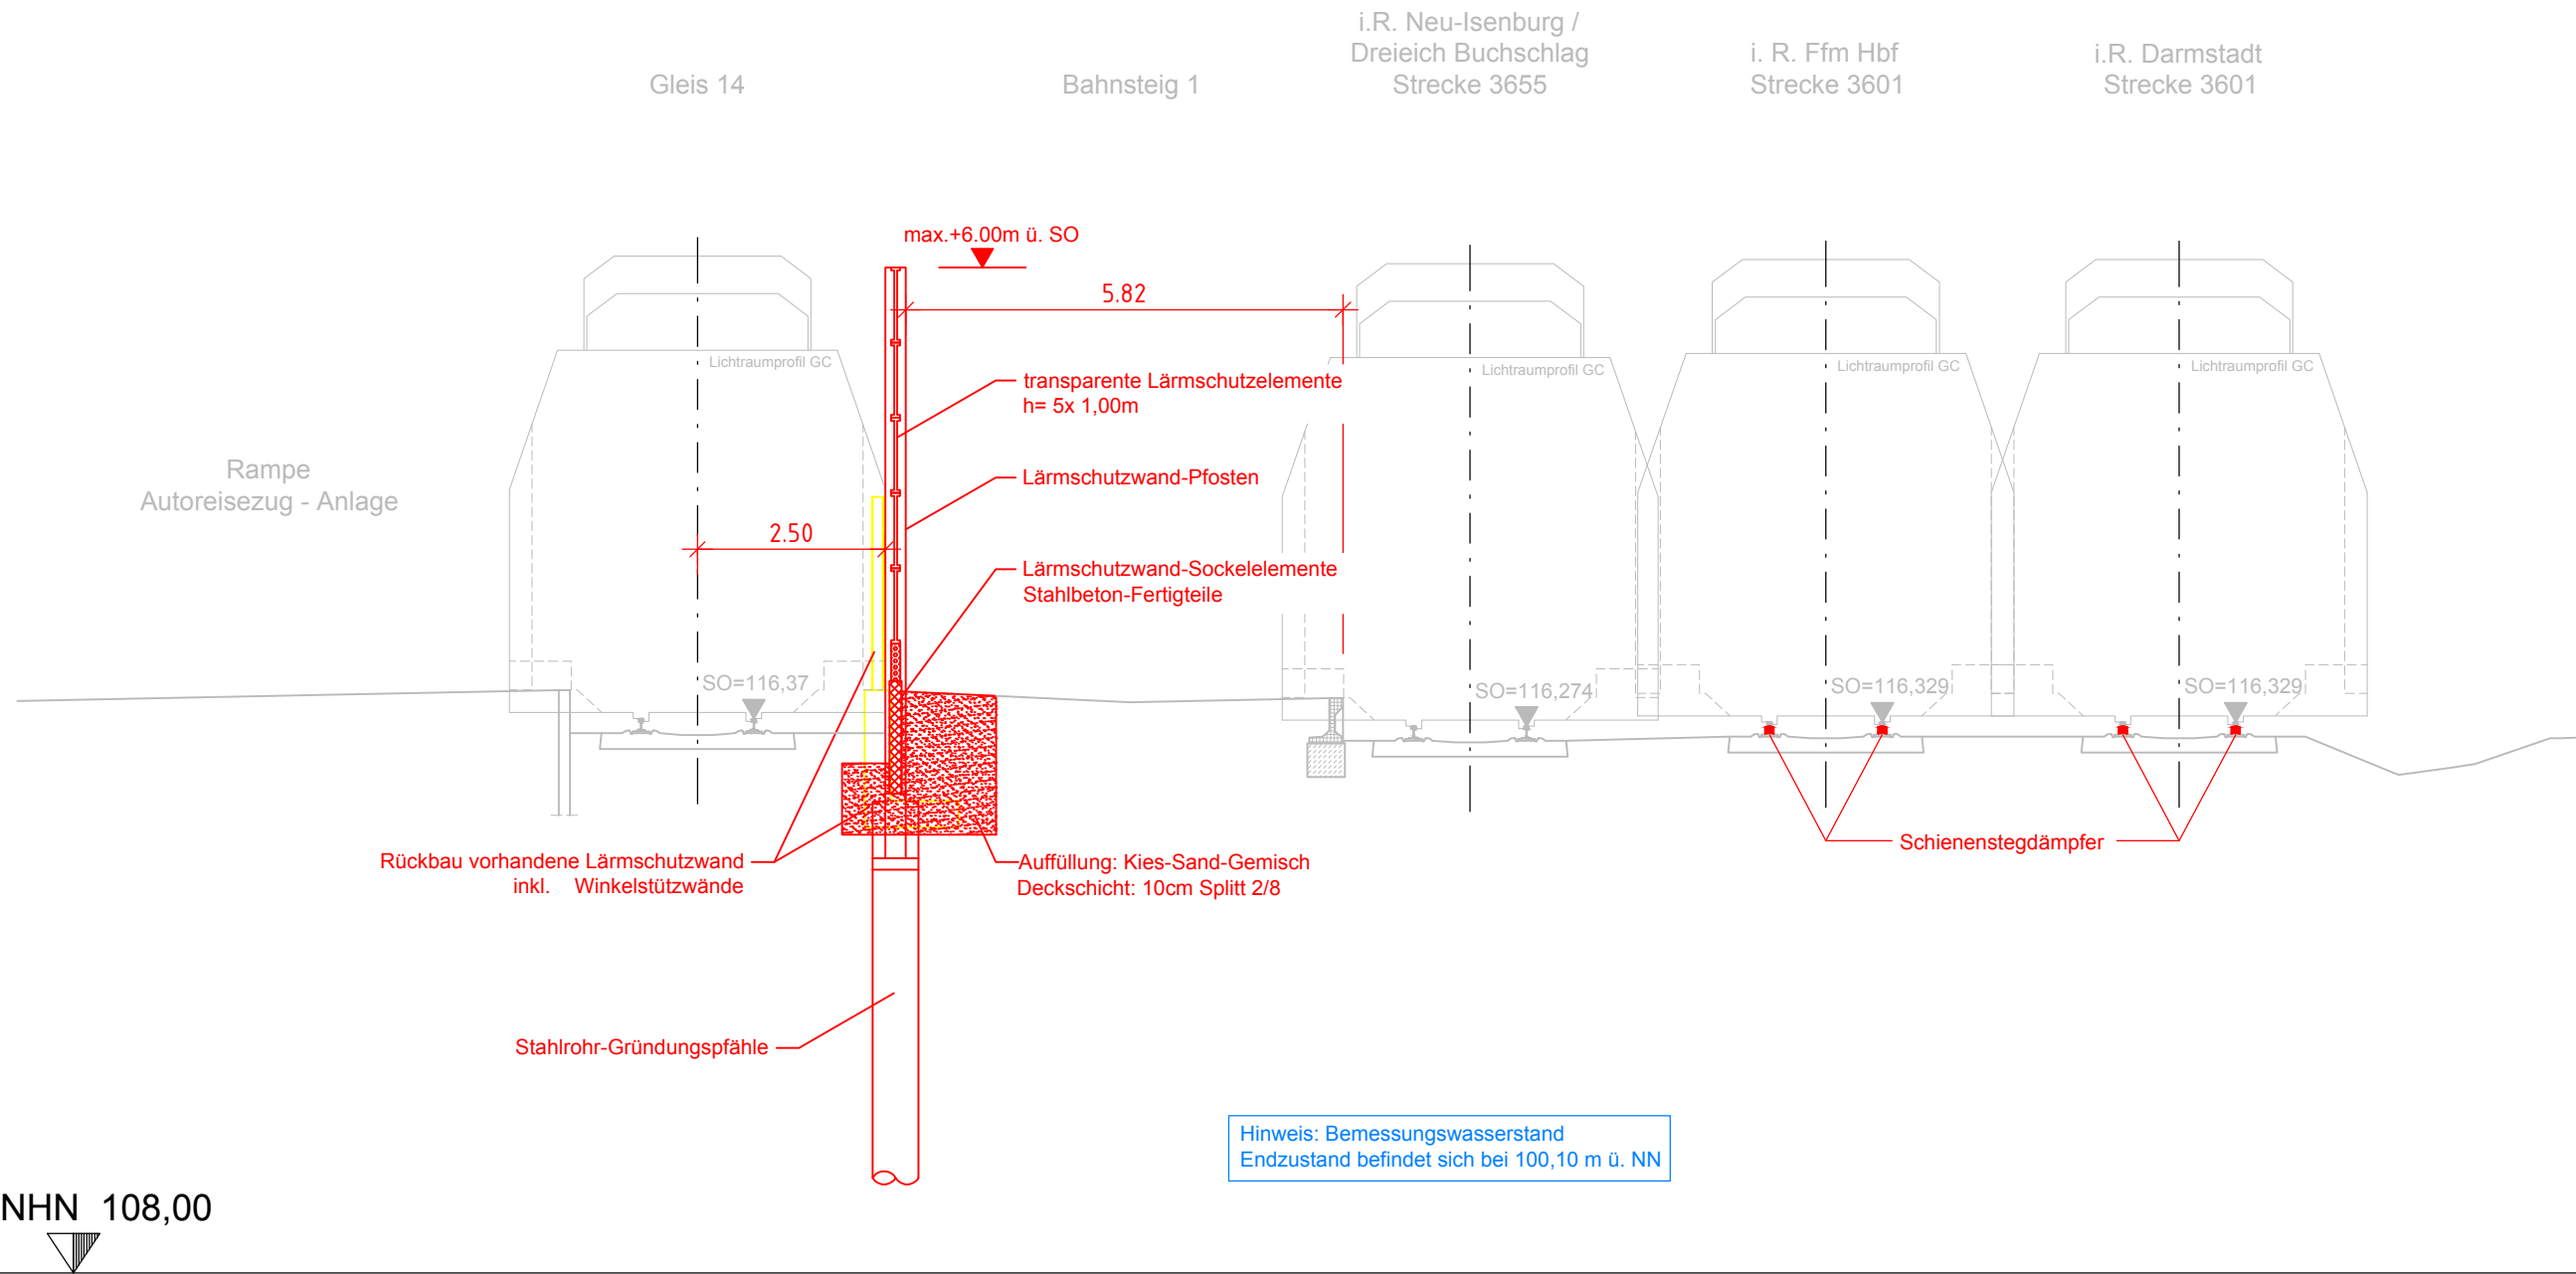 i.R. Neu-Isenburg /
Dreieich Buchschlag
Strecke 3655
i. R. Ffm Hbf
Strecke 3601
i.R. Darmstadt
Strecke 3601
Gleis 14
Bahnsteig 1
max.+6.00m ü. SO
5.82
Lichtraumprofil GC
Lichtraumprofil GC
Lichtraumprofil GC
Lichtraumprofil GC
transparente Lärmschutzelemente
h= 5x 1,00m
Rampe
Autoreisezug - Anlage
Lärmschutzwand-Pfosten
2.50
Lärmschutzwand-Sockelelemente
Stahlbeton-Fertigteile
SO=116,37
SO=116,274
SO=116,329
SO=116,329
Schienenstegdämpfer
Rückbau vorhandene Lärmschutzwand
inkl. Winkelstützwände
Auffüllung: Kies-Sand-Gemisch
Deckschicht: 10cm Splitt 2/8
Stahlrohr-Gründungspfähle
Hinweis: Bemessungswasserstand
Endzustand befindet sich bei 100,10 m ü. NN
NHN 108,00